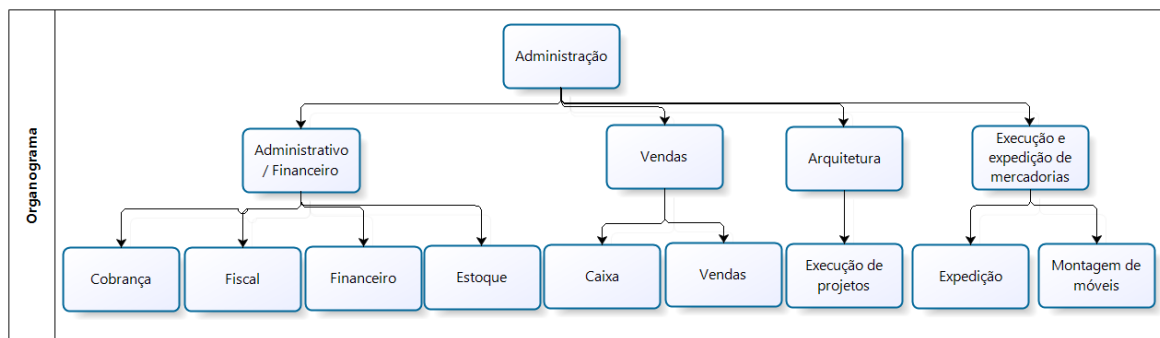 Organograma
Administração
Administrativo
/ Financeiro
Vendas
Arquitetura
Execução e
expedição de
mercadorias
Cobrança
Fiscal
Financeiro
Estoque
Caixa
Vendas
Execução de
projetos
Expedição
Montagem de
móveis